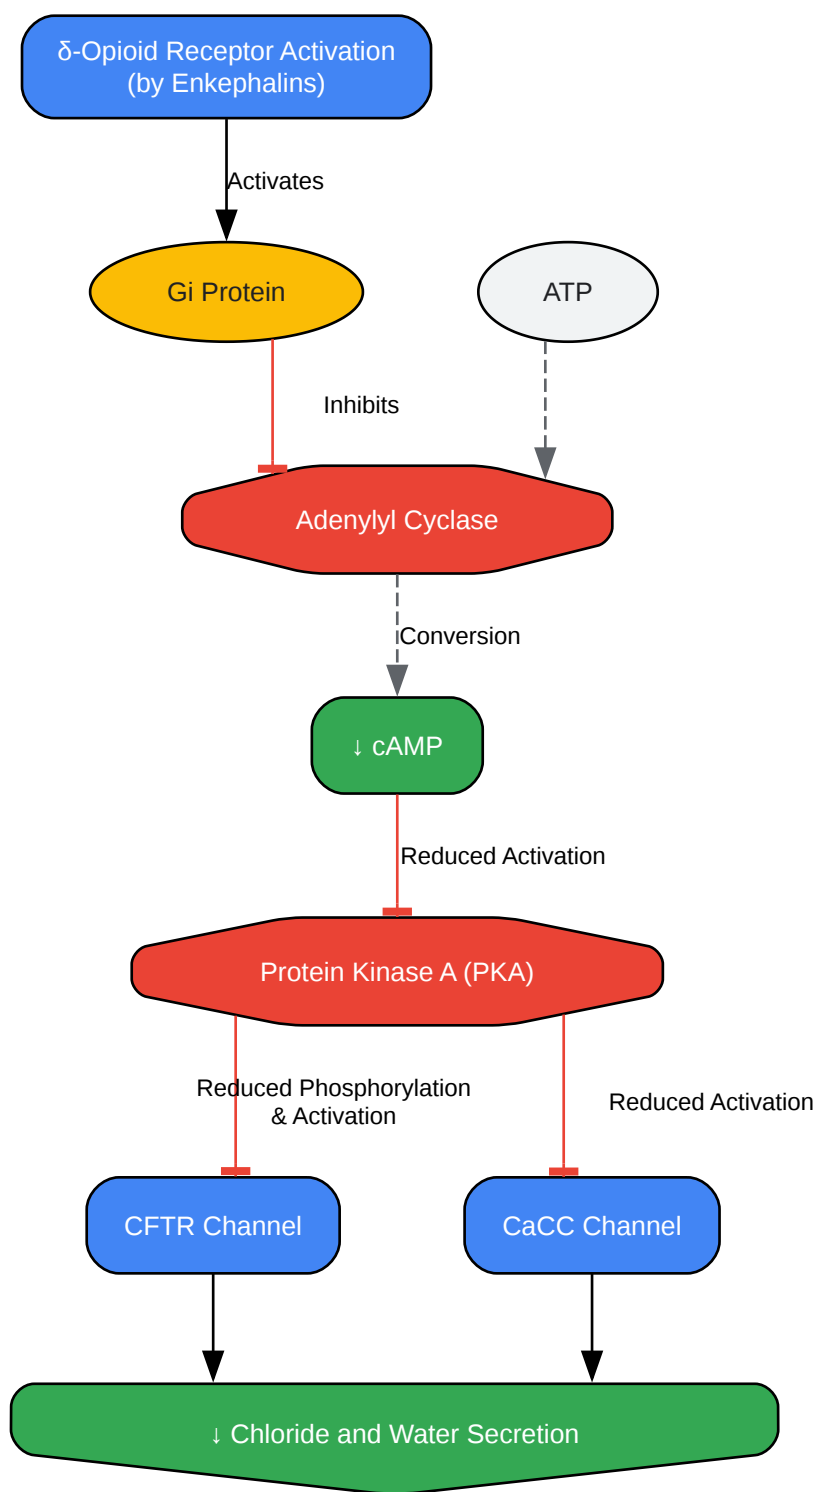 δ-Opioid Receptor Activation
(by Enkephalins)
Activates
Gi Protein
ATP
Inhibits
Adenylyl Cyclase
Conversion
↓ cAMP
Reduced Activation
Protein Kinase A (PKA)
Reduced Phosphorylation
& Activation
Reduced Activation
CFTR Channel
CaCC Channel
↓ Chloride and Water Secretion